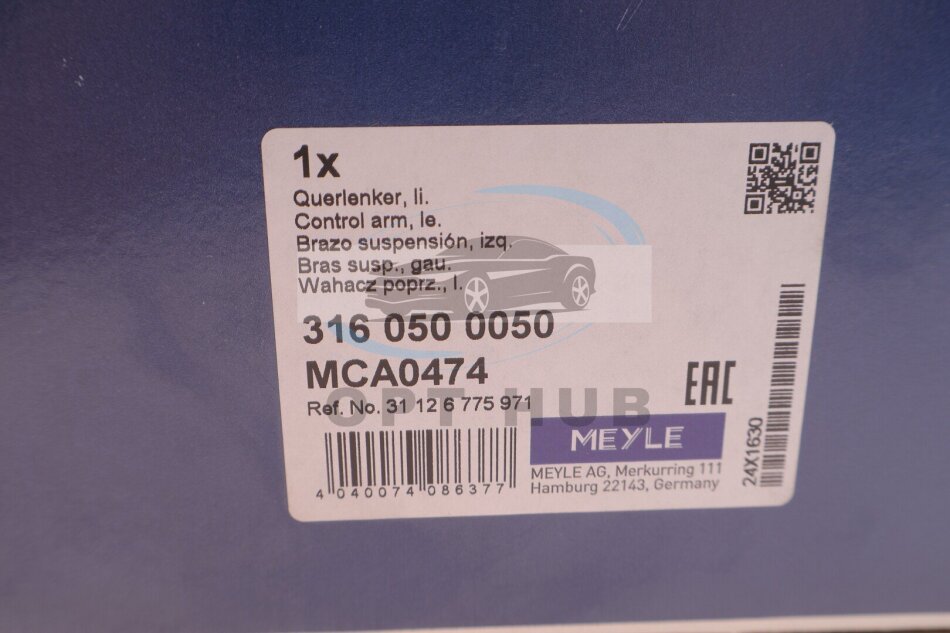 1x
Querlenker, li.
Control arm, le.
Brazo suspensión, izq.
Bras susp., gau.
Wahacz poprz., l.
316 050 0050
MCA0474
Ref. No. 31 12 6 775 971
OPT HUB
EAC
MEYLE
MEYLE AG, Merkurring 111
Hamburg 22143, Germany
4 040074 086377
24X1630